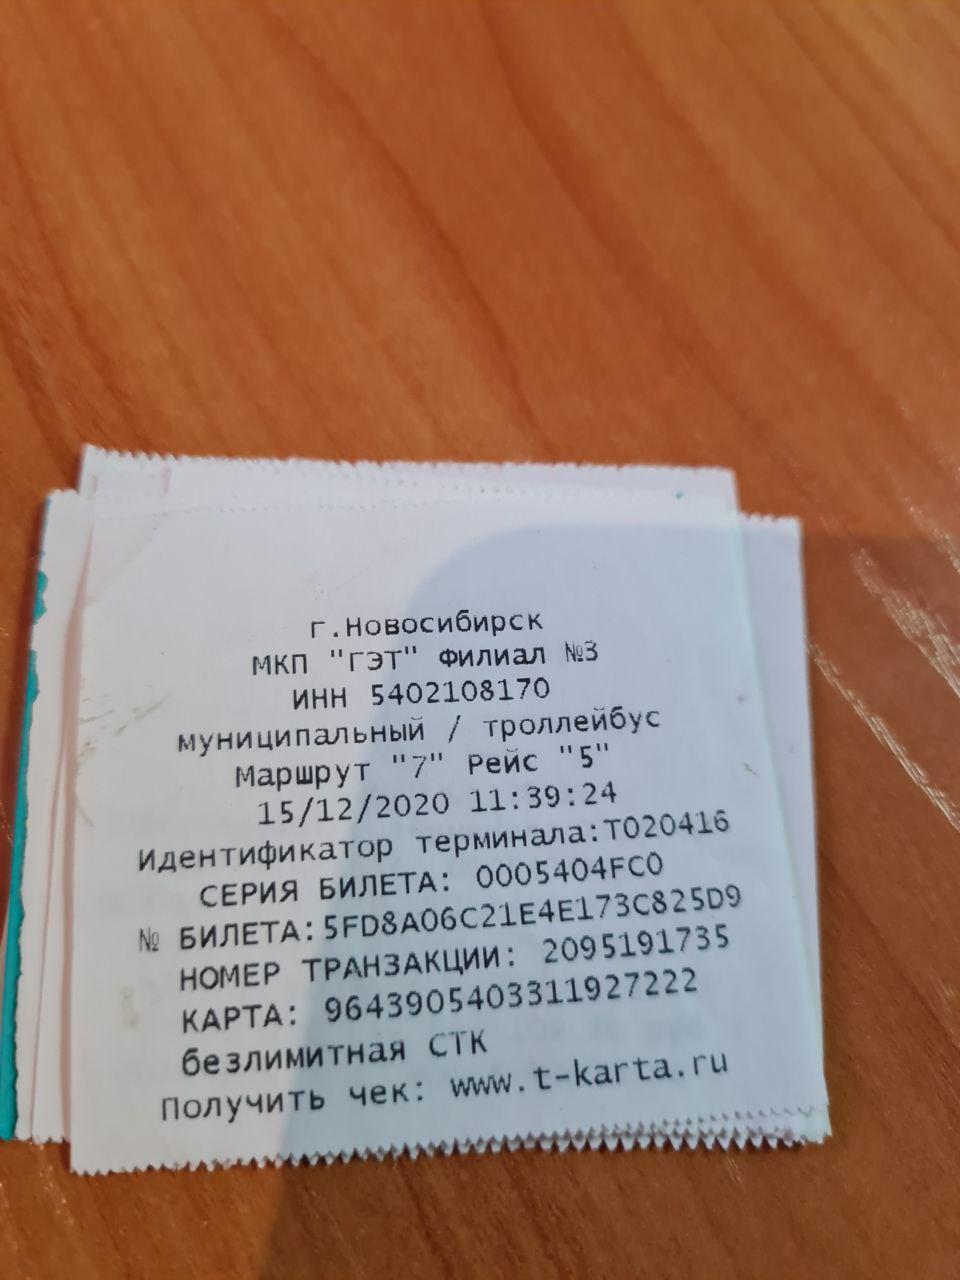 г.Новосибирск
МКП "ГЭТ" Филиал №3
ИНН 5402108170
муниципальный / троллейбус
Маршрут "7" Рейс "5"
15/12/2020 11:39:24
Идентификатор терминала:T020416
СЕРИЯ БИЛЕТА: 0005404FC0
№ БИЛЕТА:5FD8A06C21E4E173C825D9
НОМЕР ТРАНЗАКЦИИ: 2095191735
КАРТА: 9643905403311927222
безлимитная СТК
Получить чек: www.t-karta.ru